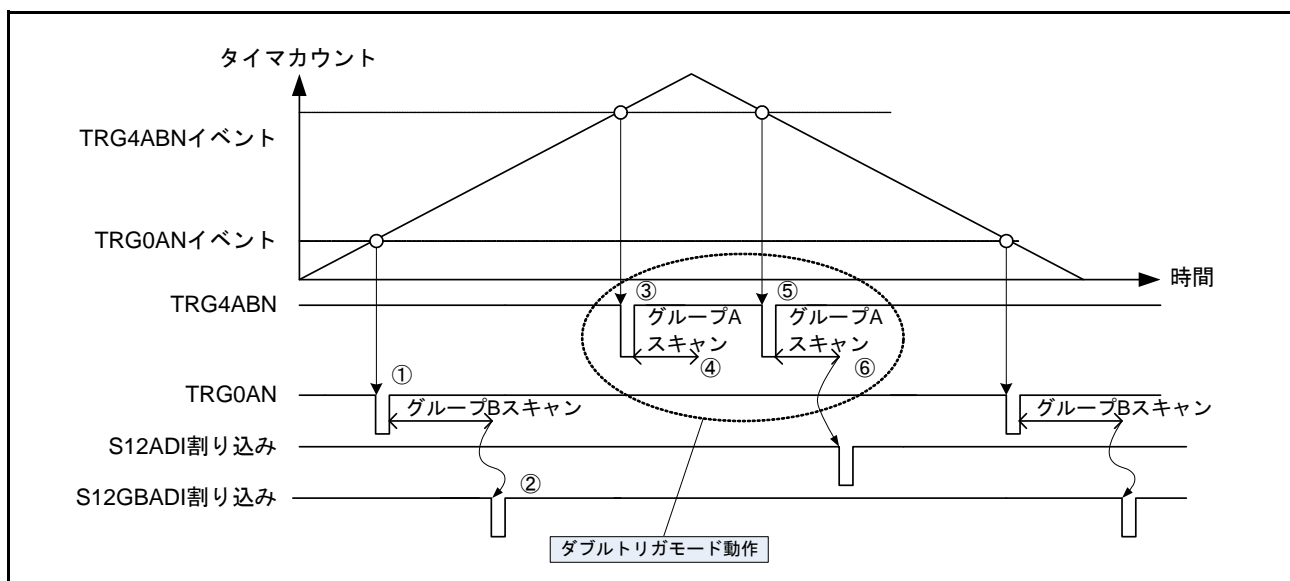 タイマカウント
TRG4ABNイベント
TRG0ANイベント
時間
TRG4ABN
③
グループA
スキャン
④
⑤
グループA
スキャン
⑥
TRG0AN
①
グループBスキャン
グループBスキャン
S12ADI割り込み
S12GBADI割り込み
②
ダブルトリガモード動作